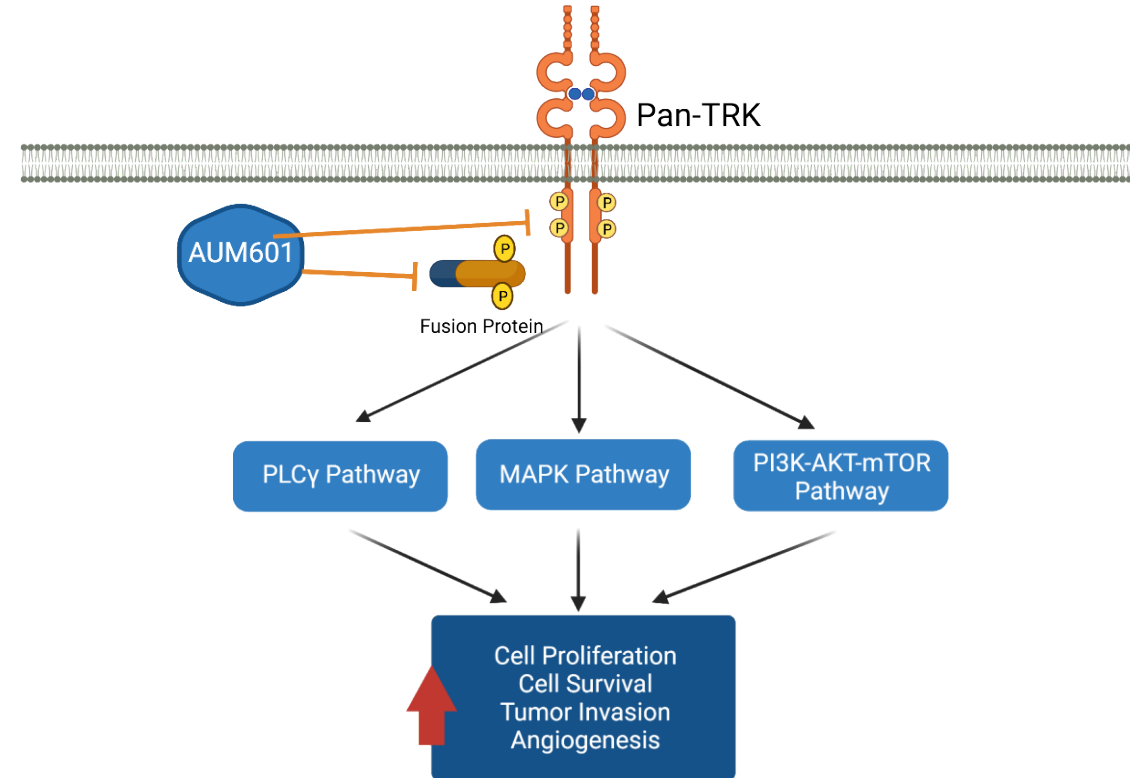 Pan-TRK
P
P
P
P
AUM601
P
P
Fusion Protein
PLCγ Pathway
MAPK Pathway
PI3K-AKT-mTOR
Pathway
Cell Proliferation
Cell Survival
Tumor Invasion
Angiogenesis